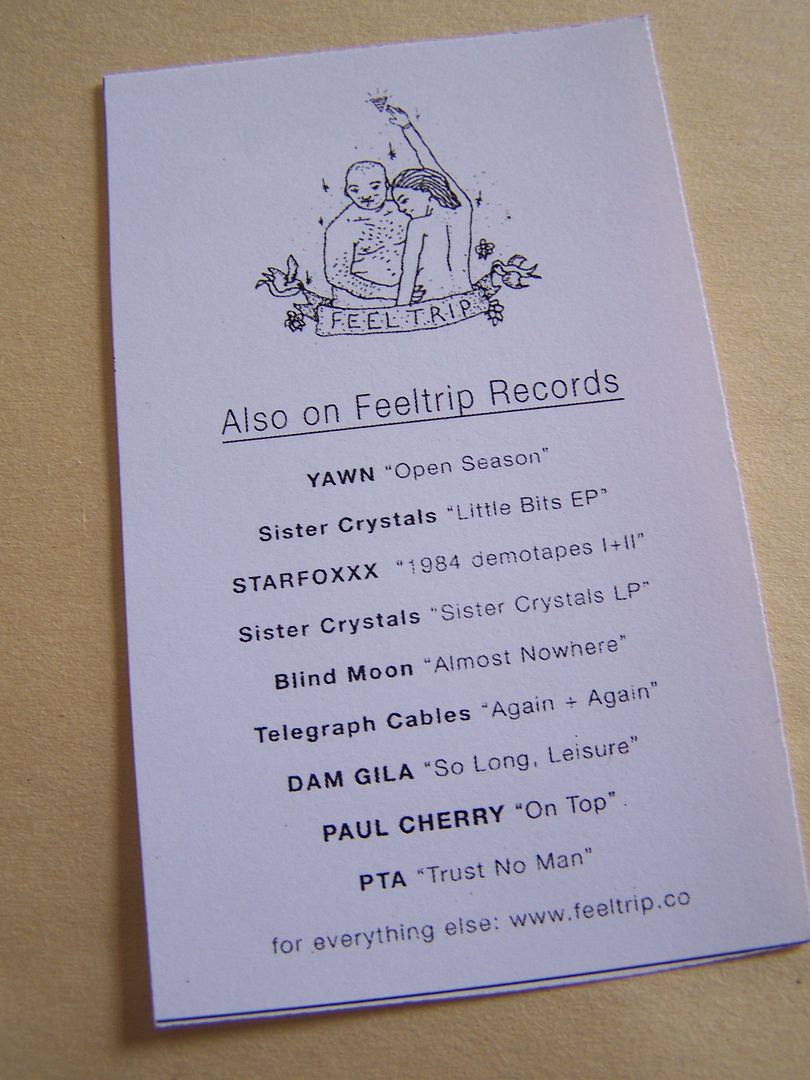 FEEL TRIP
Also on Feeltrip Records
YAWN “Open Season”
Sister Crystals “Little Bits EP”
STARFOXXX “1984 demotapes I+II”
Sister Crystals “Sister Crystals LP”
Blind Moon “Almost Nowhere”
Telegraph Cables “Again + Again”
DAM GILA “So Long, Leisure”
PAUL CHERRY “On Top”
PTA “Trust No Man”
for everything else: www.feeltrip.co